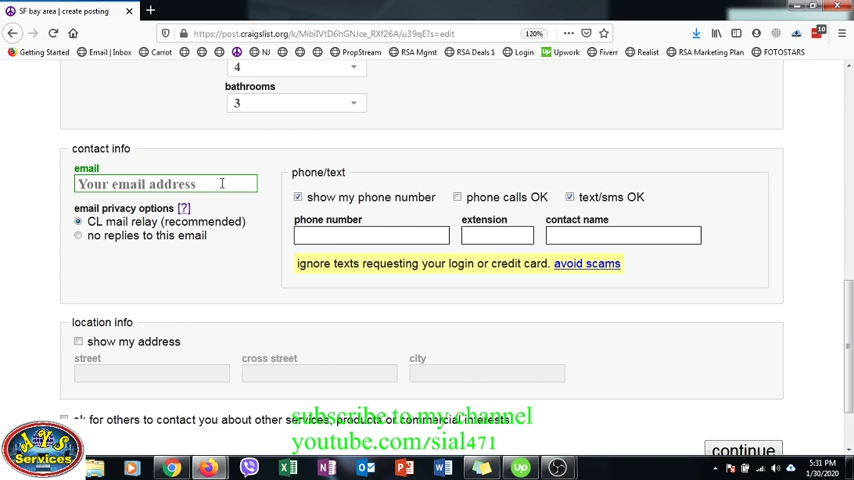 SF bay area | create posting
https://post.craigslist.org/k/MibiIVtD6hGNJce_RXf26A/u39qE?s=edit
120%
10
Getting Started Email | Inbox Carrot NJ PropStream RSA Mgmt RSA Deals 1 Login Up Upwork Fiverr Realist RSA Marketing Plan FOTOSTARS
4
bathrooms
3
contact info
email
Your email address
email privacy options [?]
CL mail relay (recommended)
no replies to this email
phone/text
show my phone number phone calls OK text/sms OK
phone number extension contact name
ignore texts requesting your login or credit card. avoid scams
location info
show my address
street cross street city
ok for others to contact you about other services, products or commercial interests
subscribe to my channel
youtube.com/sial471
continue
Services
5:31 PM
1/30/2020